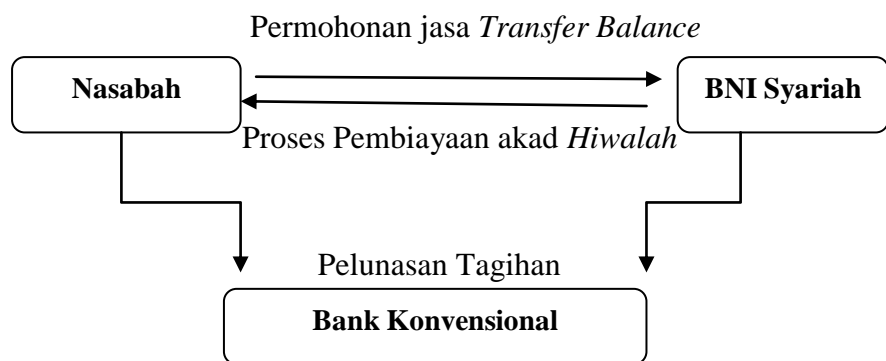 Permohonan jasa Transfer Balance
Nasabah
BNI Syariah
Proses Pembiayaan akad Hiwalah
Pelunasan Tagihan
Bank Konvensional